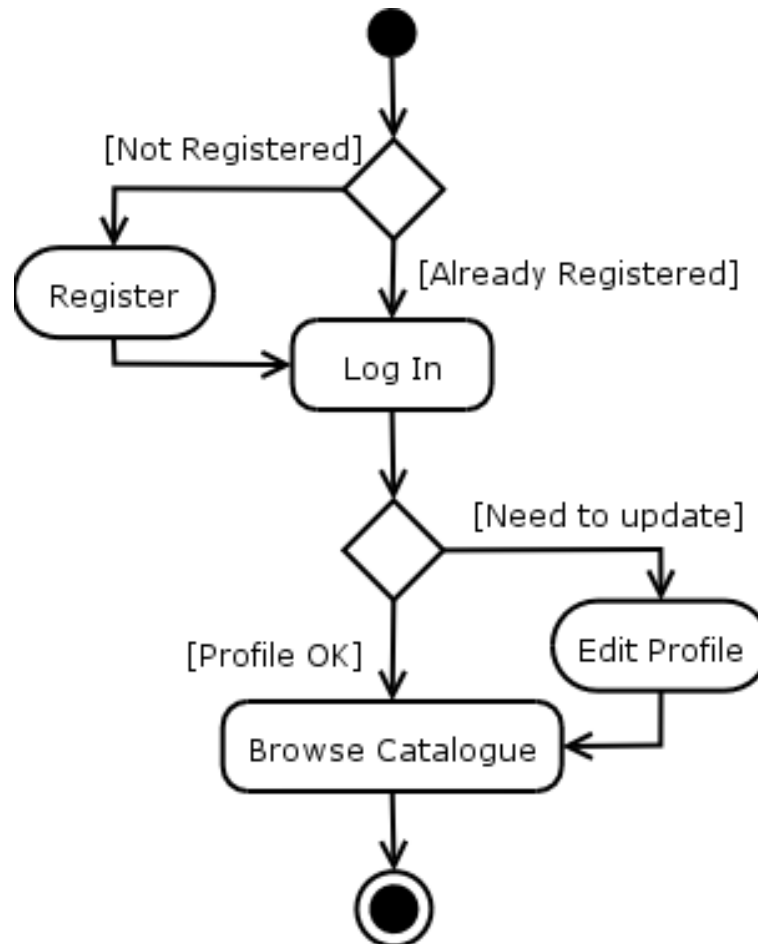 [Not Registered]
[Already Registered]
Register
Log In
[Need to update]
[Profile OK]
Edit Profile
Browse Catalogue